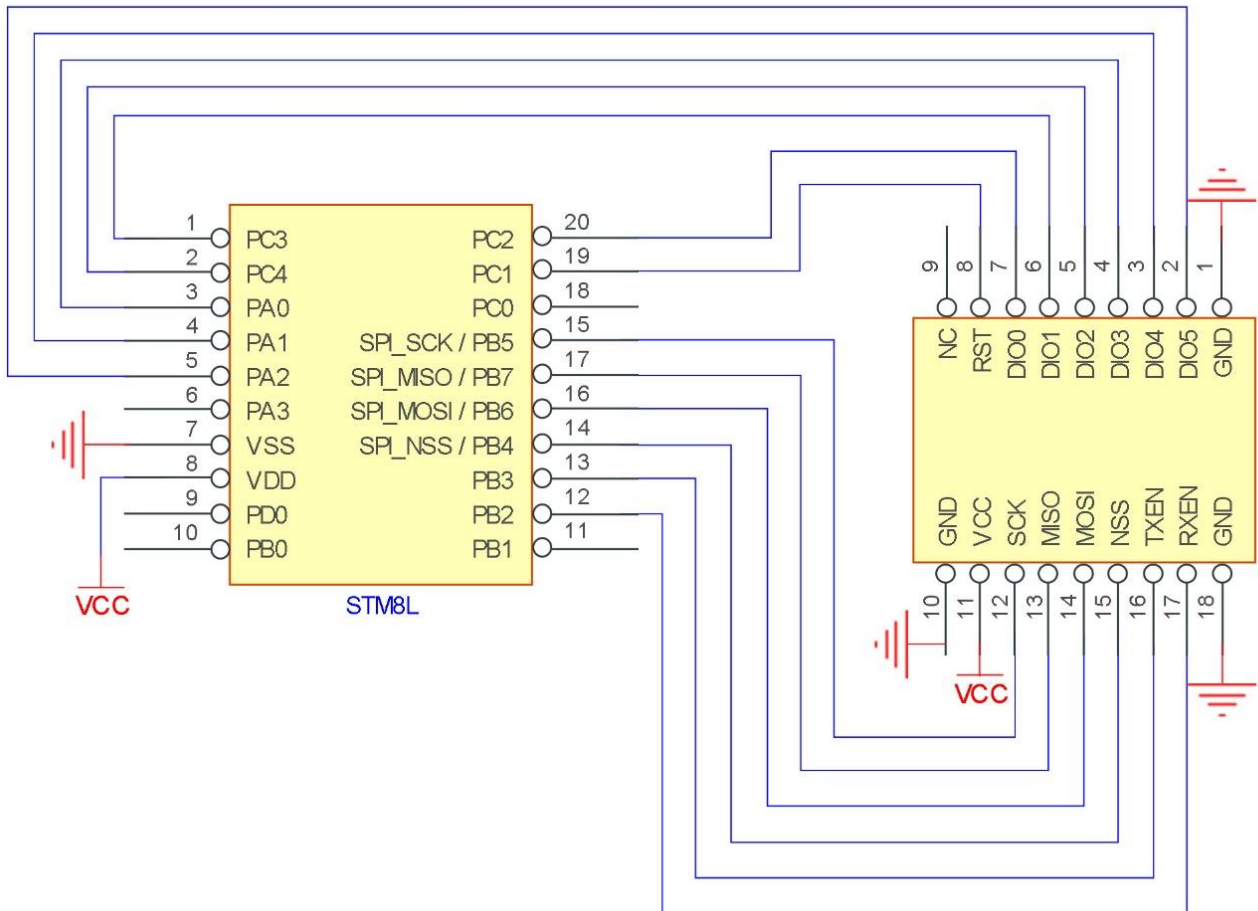 1 PC3 PC2 20
2 PC4 PC1 19
3 PA0 PC0 18
4 PA1 SPI_SCK / PB5 15
5 PA2 SPI_MISO / PB7 17
6 PA3 SPI_MOSI / PB6 16
7 VSS SPI_NSS / PB4 14
8 VDD PB3 13
9 PD0 PB2 12
10 PB0 PB1 11
VCC
STM8L
9 8 7 6 5 4 3 2 1
NC RST DIO0 DIO1 DIO2 DIO3 DIO4 DIO5 GND
GND VCC SCK MISO MOSI NSS TXEN RXEN GND
10 11 12 13 14 15 16 17 18
VCC